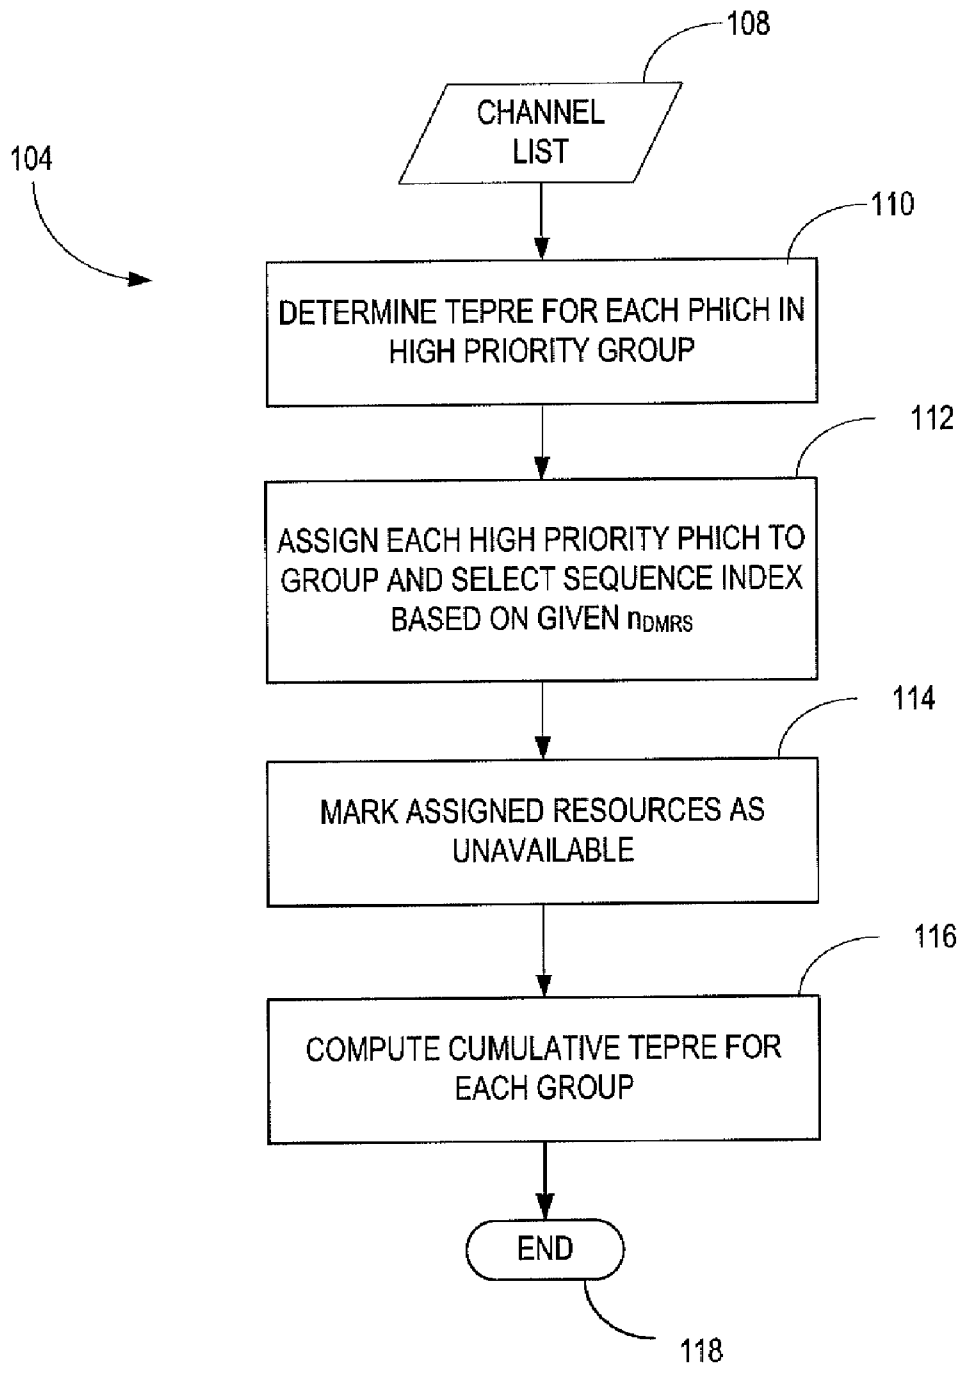 108
CHANNEL
LIST
104
110
DETERMINE TEPRE FOR EACH PHICH IN
HIGH PRIORITY GROUP
112
ASSIGN EACH HIGH PRIORITY PHICH TO
GROUP AND SELECT SEQUENCE INDEX
BASED ON GIVEN nDMRS
114
MARK ASSIGNED RESOURCES AS
UNAVAILABLE
116
COMPUTE CUMULATIVE TEPRE FOR
EACH GROUP
END
118